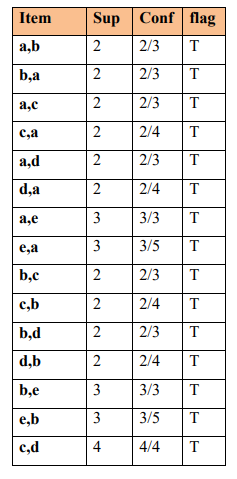 Item Sup Conf flag
a,b 2 2/3 T
b,a 2 2/3 T
a,c 2 2/3 T
c,a 2 2/4 T
a,d 2 2/3 T
d,a 2 2/4 T
a,e 3 3/3 T
e,a 3 3/5 T
b,c 2 2/3 T
c,b 2 2/4 T
b,d 2 2/3 T
d,b 2 2/4 T
b,e 3 3/3 T
e,b 3 3/5 T
c,d 4 4/4 T